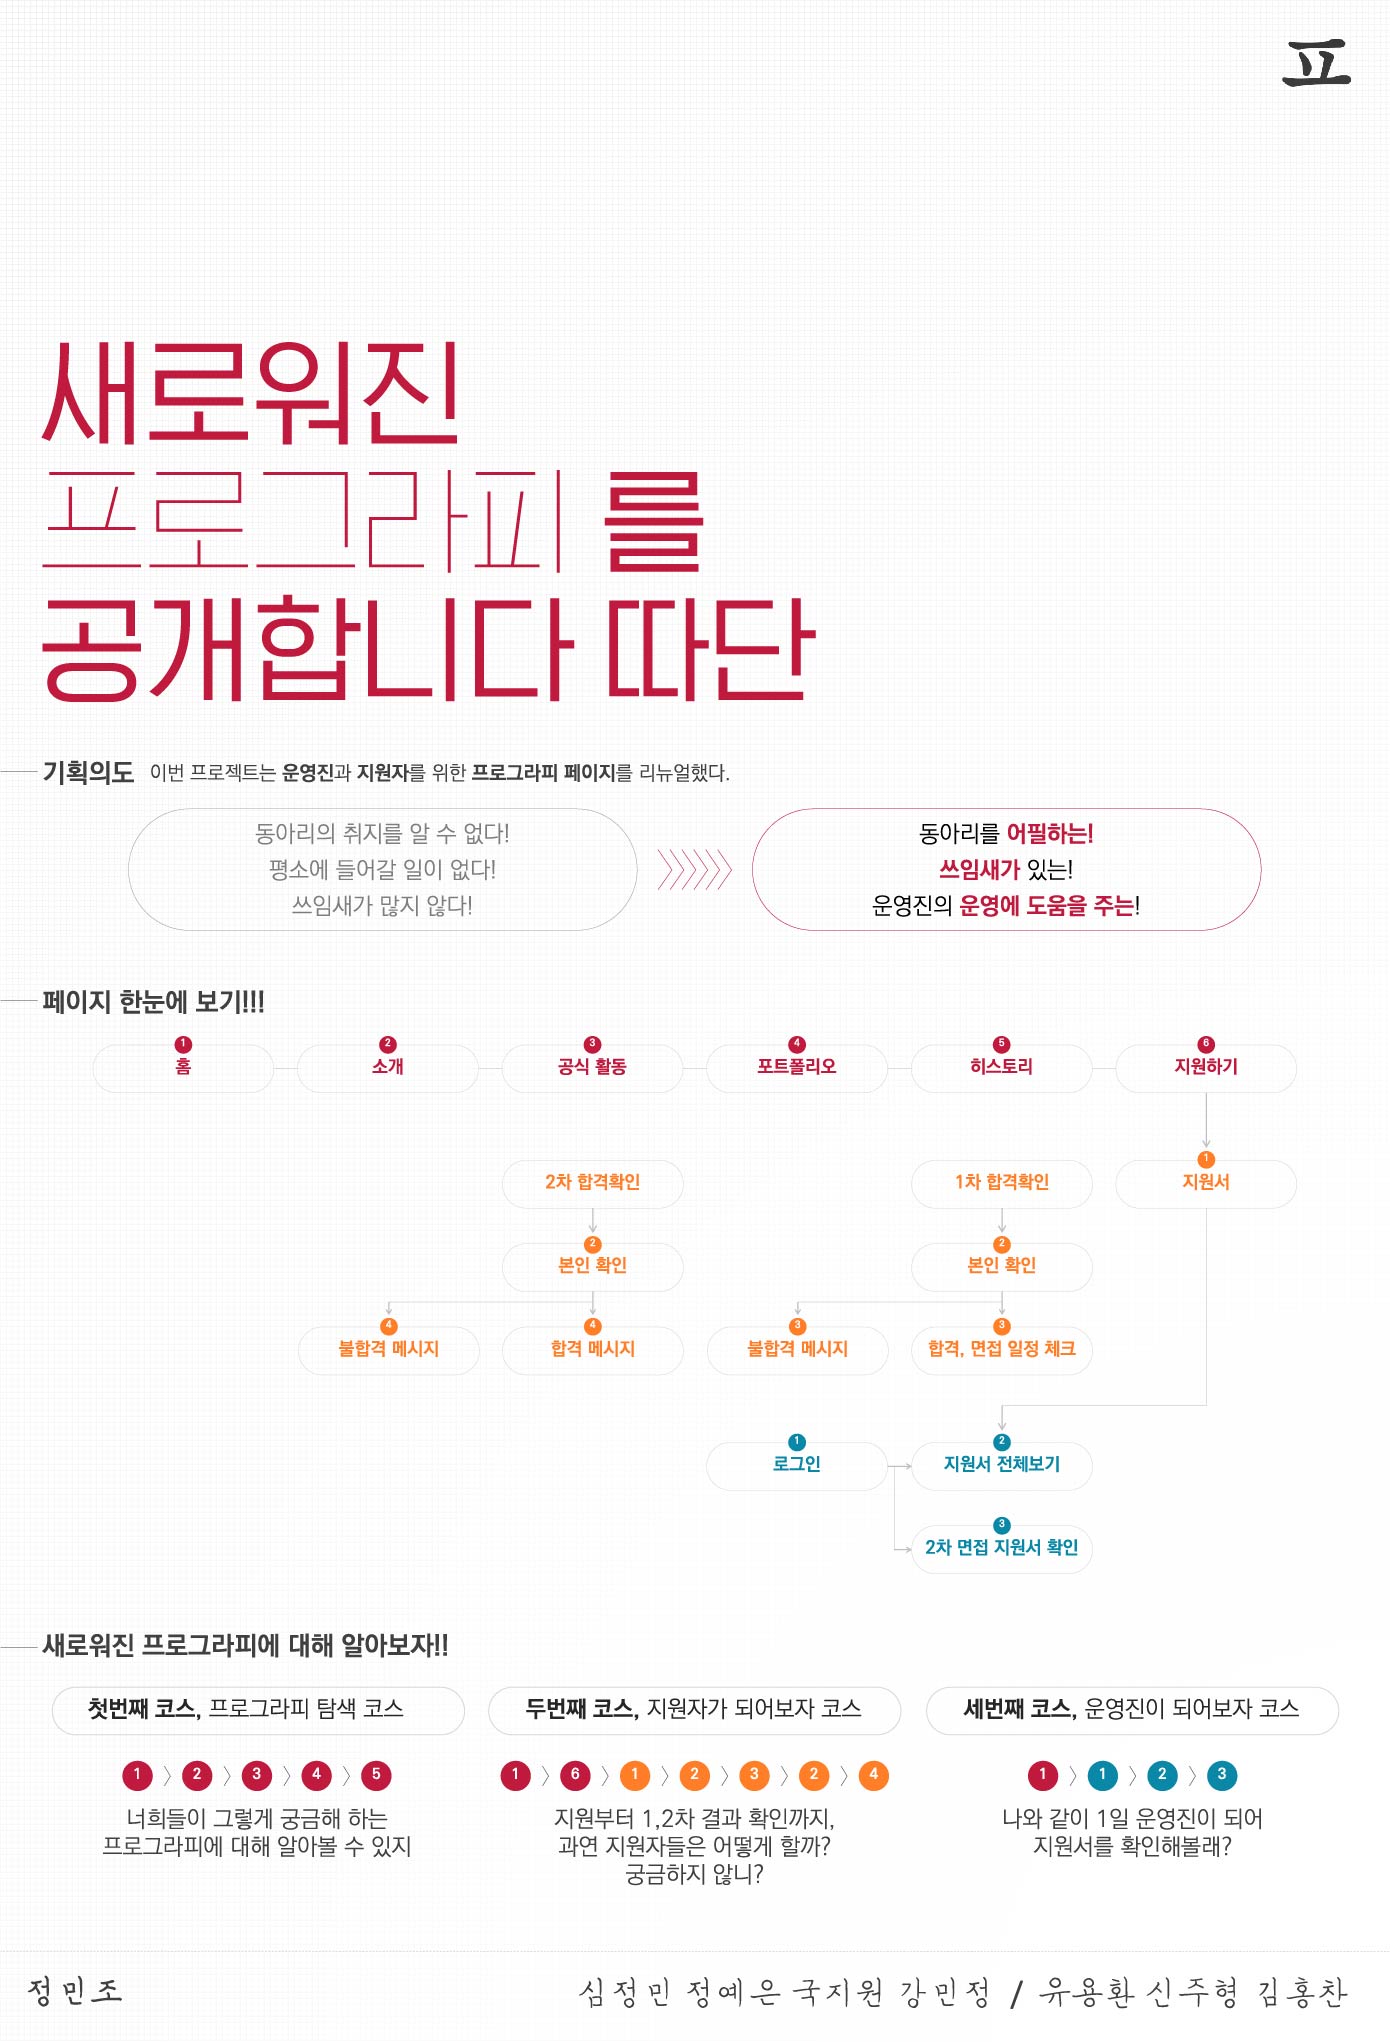 프
새로워진
프로그라피 를
공개합니다 따단
기획의도 이번 프로젝트는 운영진과 지원자를 위한 프로그라피 페이지를 리뉴얼했다.
동아리의 취지를 알 수 없다!
평소에 들어갈 일이 없다!
쓰임새가 많지 않다!
동아리를 어필하는!
쓰임새가 있는!
운영진의 운영에 도움을 주는!
페이지 한눈에 보기!!!
1 2 3 4 5 6
홈 소개 공식 활동 포트폴리오 히스토리 지원하기
1
2차 합격확인 1차 합격확인 지원서
2 2
본인 확인 본인 확인
4 4 3 3
불합격 메시지 합격 메시지 불합격 메시지 합격, 면접 일정 체크
1 2
로그인 지원서 전체보기
3
2차 면접 지원서 확인
새로워진 프로그라피에 대해 알아보자!!
첫번째 코스, 프로그라피 탐색 코스
1 2 3 4 5
너희들이 그렇게 궁금해 하는
프로그라피에 대해 알아볼 수 있지
두번째 코스, 지원자가 되어보자 코스
1 6 1 2 3 2 4
지원부터 1,2차 결과 확인까지,
과연 지원자들은 어떻게 할까?
궁금하지 않니?
세번째 코스, 운영진이 되어보자 코스
1 1 2 3
나와 같이 1일 운영진이 되어
지원서를 확인해볼래?
정민조
심정민 정예은 국지원 강민정 / 유용환 신주형 김홍찬